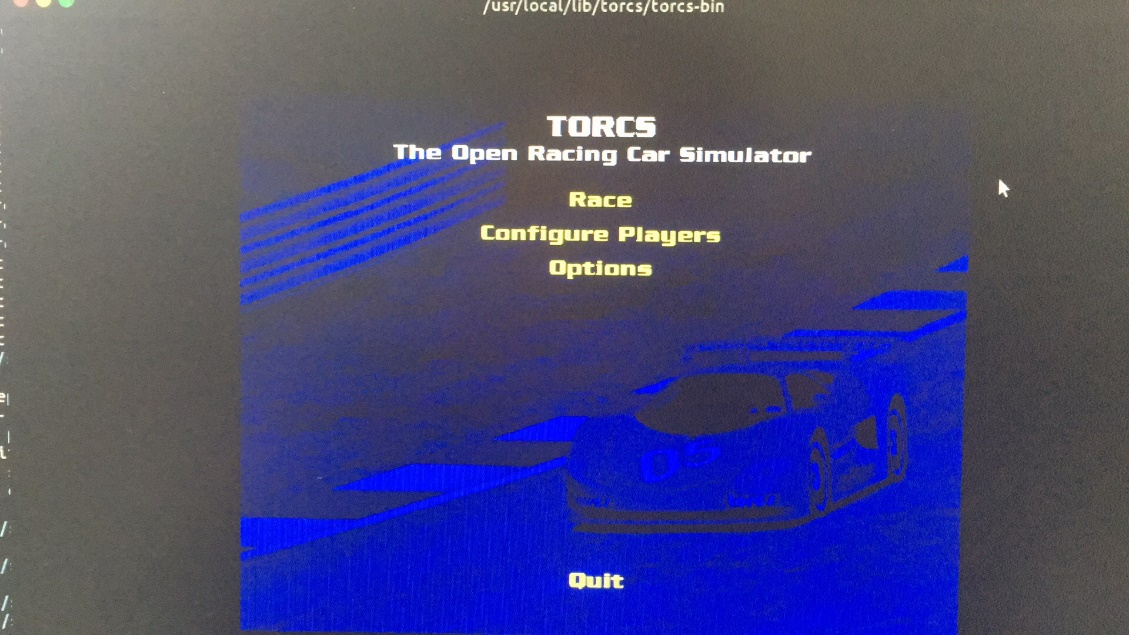 /usr/local/lib/torcs/torcs-bin
TORCS
The Open Racing Car Simulator
Race
Configure Players
Options
Quit